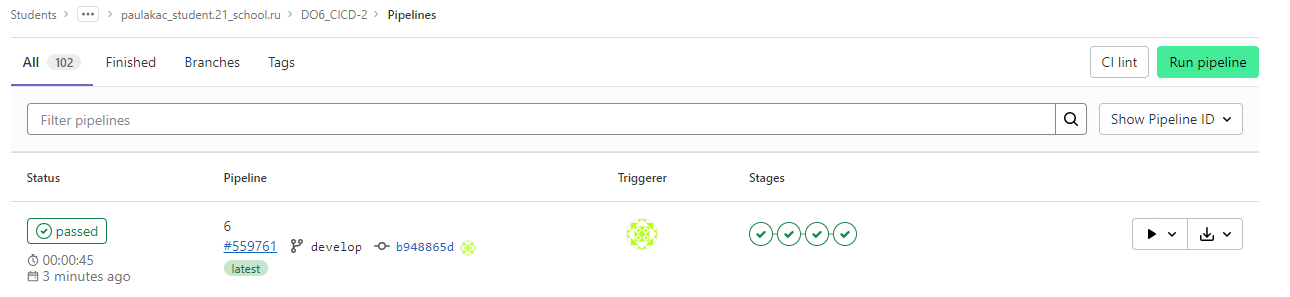 Students > ••• > paulakac_student.21_school.ru > DO6_CICD-2 > Pipelines
All 102 Finished Branches Tags CI lint Run pipeline
Filter pipelines Show Pipeline ID
Status Pipeline Triggerer Stages
passed 6
#559761 develop b948865d
00:00:45 latest
3 minutes ago